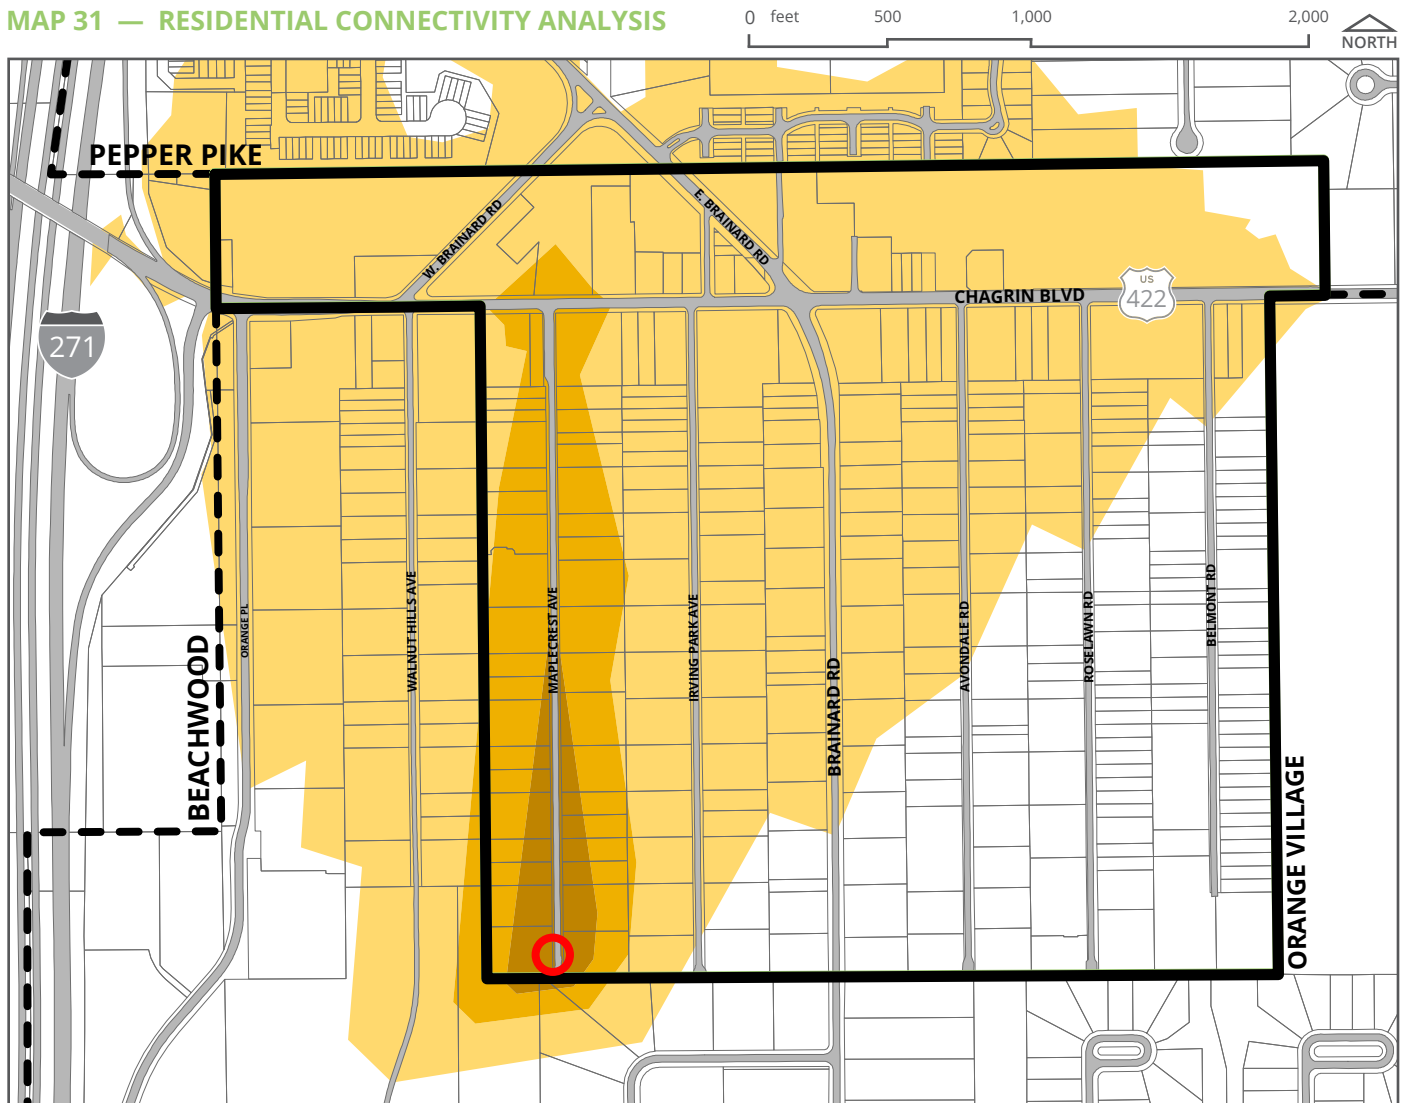 MAP 31 — RESIDENTIAL CONNECTIVITY ANALYSIS
0 feet 500 1,000 2,000
NORTH
PEPPER PIKE
W. BRAINARD RD
E. BRAINARD RD
CHAGRIN BLVD
US
422
271
ORANGE PL
WALNUT HILLS AVE
MAPLECREST AVE
IRVING PARK AVE
BRAINARD RD
AVONDALE RD
ROSELAWN RD
BELMONT RD
BEACHWOOD
ORANGE VILLAGE